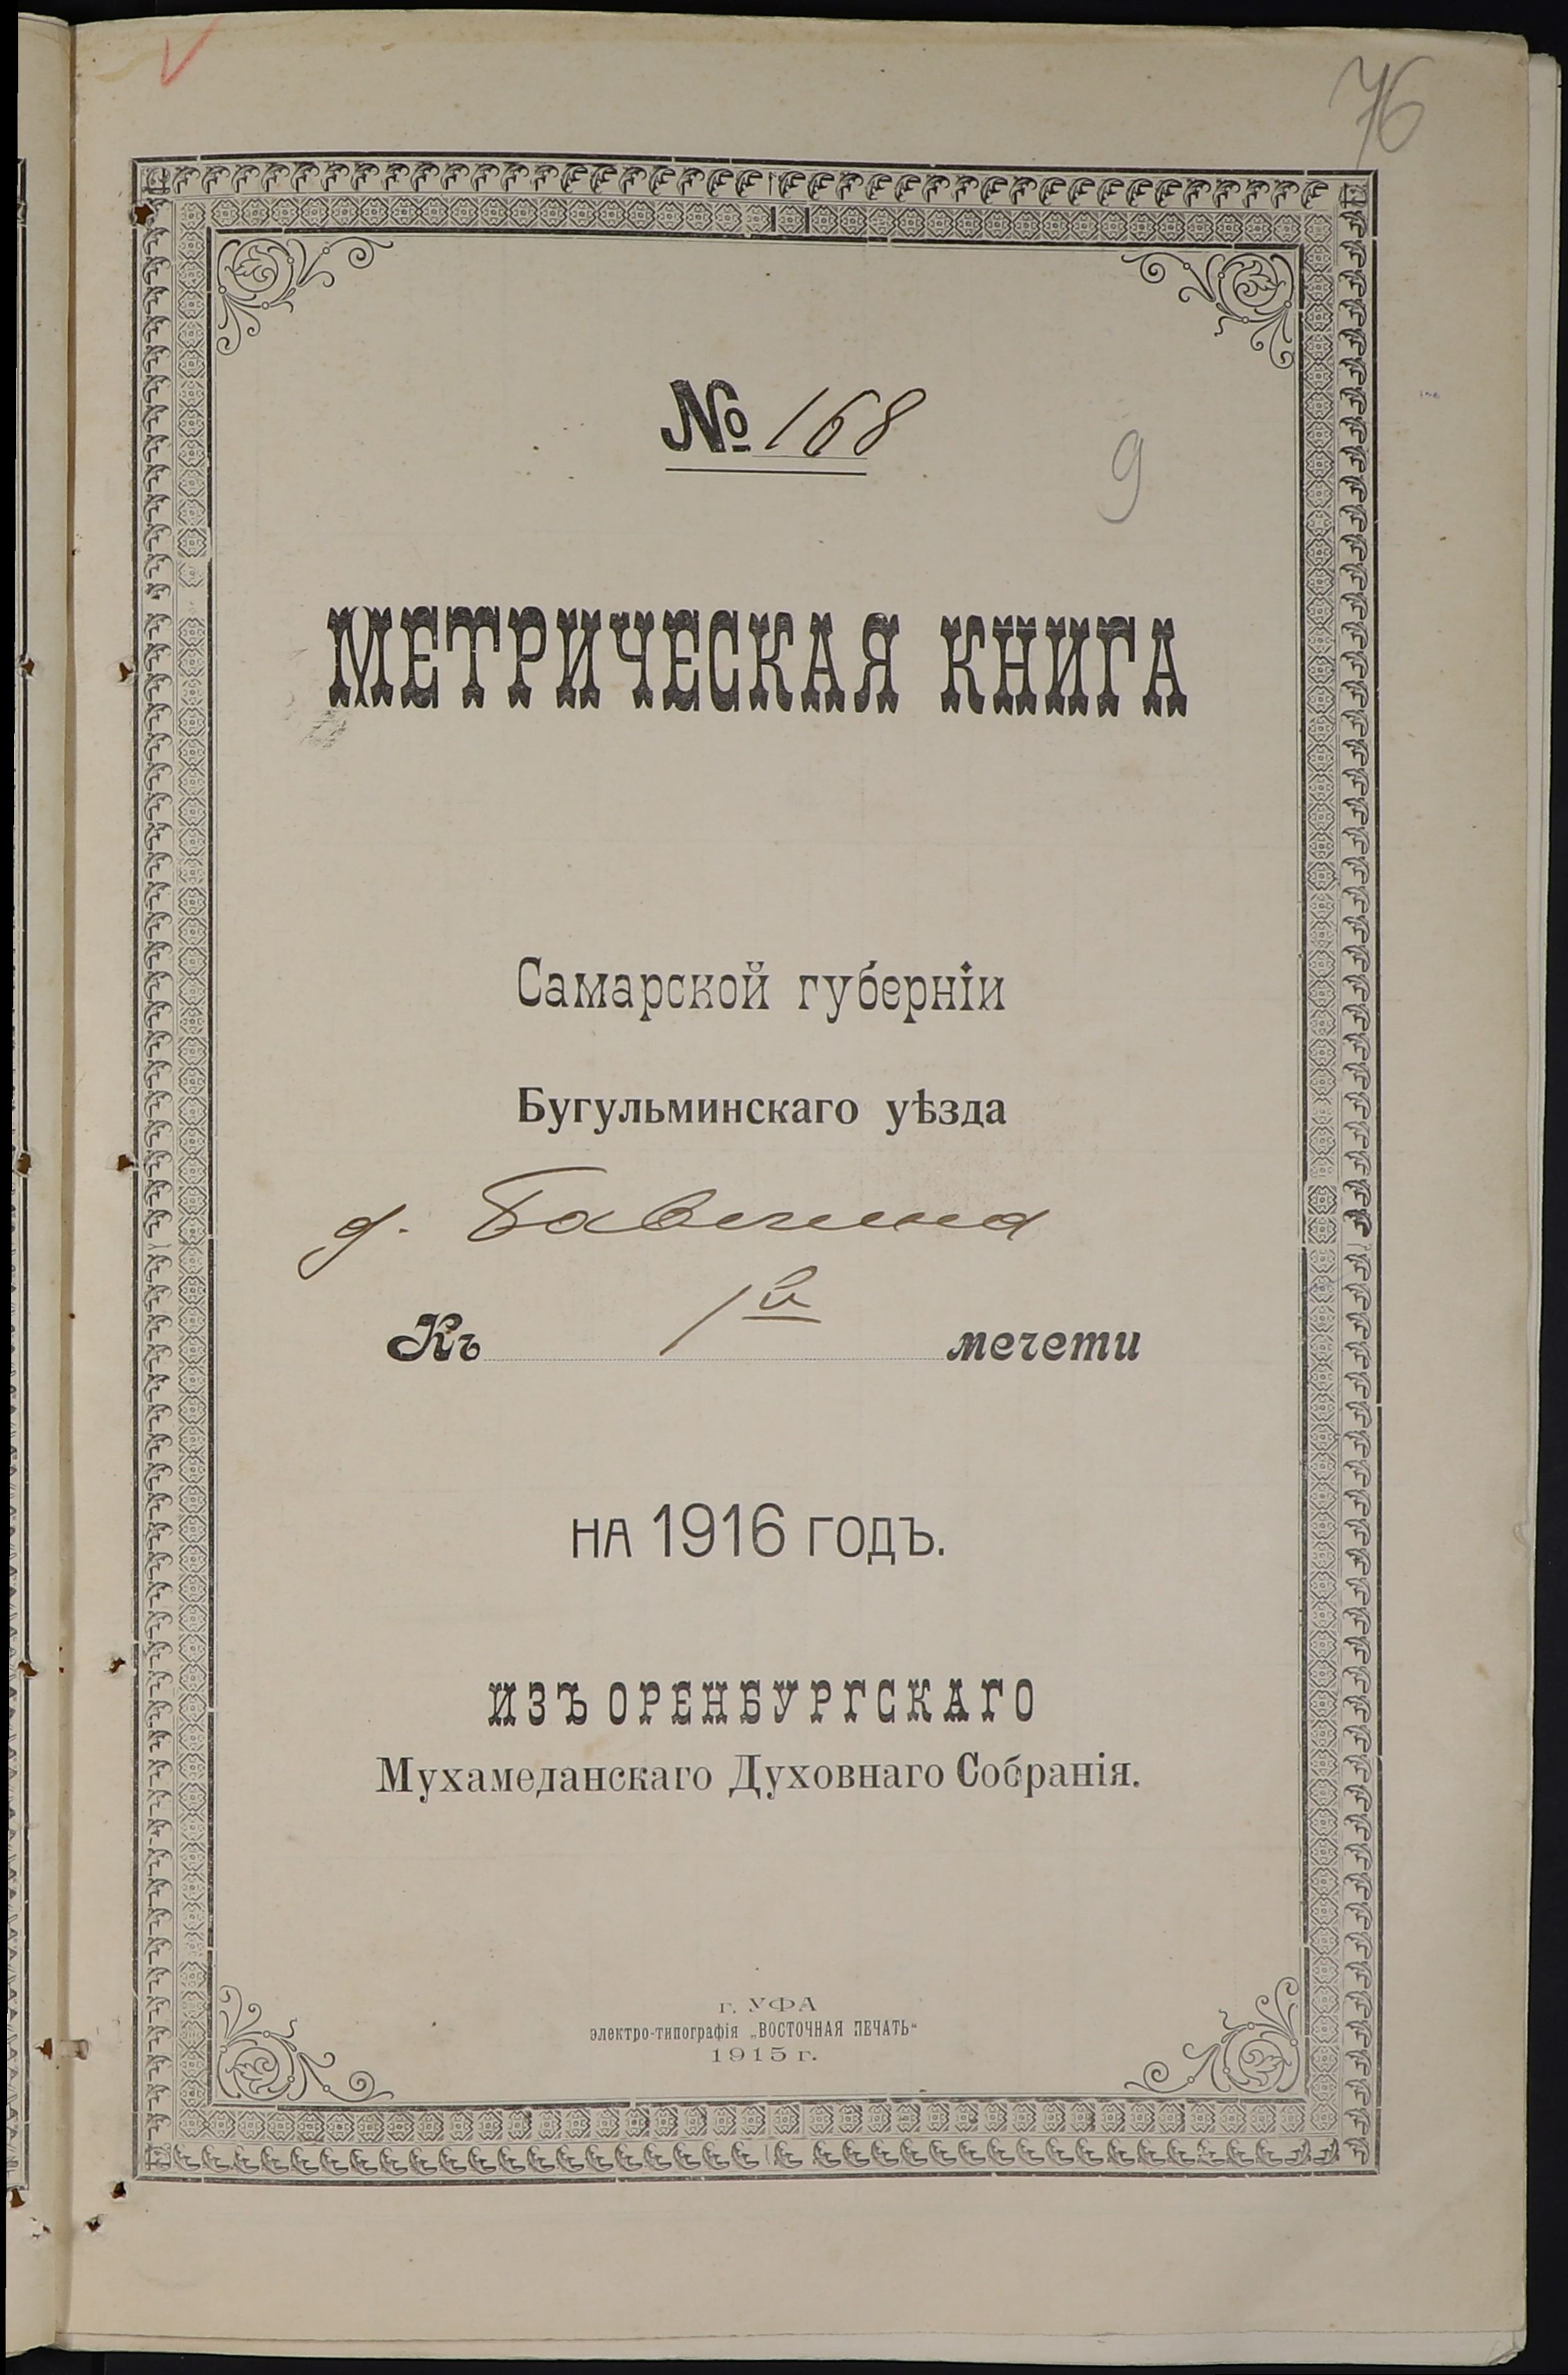 76
№ 168
9
МЕТРИЧЕСКАЯ КНИГА
Самарской губерніи
Бугульминскаго уѣзда
д.
Къ 1й мечети
НА 1916 ГОДЪ.
ИЗЪ ОРЕНБУРГСКАГО
Мухамеданскаго Духовнаго Собранія.
г. УФА
электро-типографія „ВОСТОЧНАЯ ПЕЧАТЬ“
1915 г.